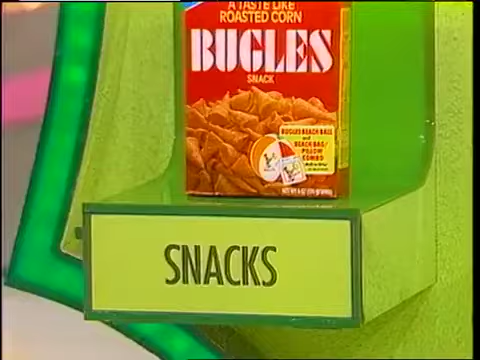 A TASTE LIKE
ROASTED CORN
BUGLES
SNACK
BUGLES BEACH BALL
and
BEACH BAG/
PILLOW
COMBO
SNACKS